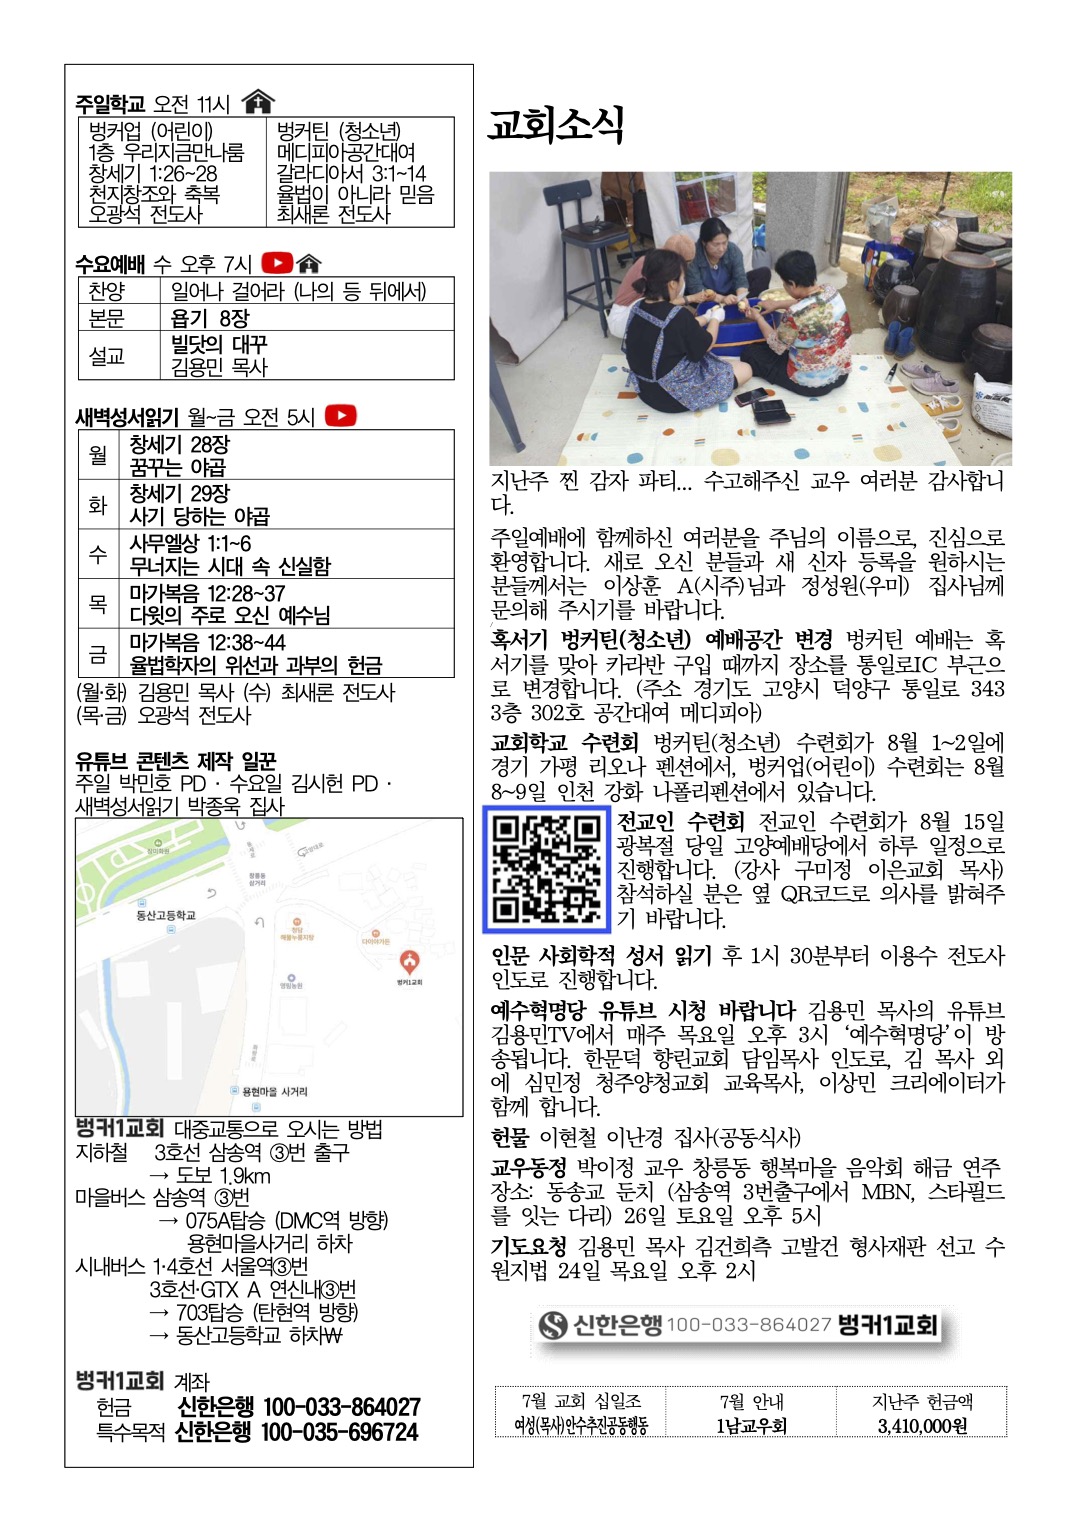 주일학교 오전 11시
벙커업 (어린이)
1층 우리지금만나룸
창세기 1:26~28
천지창조와 축복
오광석 전도사
벙커틴 (청소년)
메디피아공간대여
갈라디아서 3:1~14
율법이 아니라 믿음
최새론 전도사
수요예배 수 오후 7시
찬양 일어나 걸어라 (나의 등 뒤에서)
본문 욥기 8장
설교 빌닷의 대꾸
김용민 목사
새벽성서읽기 월~금 오전 5시
월 창세기 28장
꿈꾸는 야곱
화 창세기 29장
사기 당하는 야곱
수 사무엘상 1:1~6
무너지는 시대 속 신실함
목 마가복음 12:28~37
다윗의 주로 오신 예수님
금 마가복음 12:38~44
율법학자의 위선과 과부의 헌금
(월·화) 김용민 목사 (수) 최새론 전도사
(목·금) 오광석 전도사
유튜브 콘텐츠 제작 일꾼
주일 박민호 PD · 수요일 김시헌 PD ·
새벽성서읽기 박종욱 집사
창릉동
삼거리
동산고등학교
다이아가든
벙커1교회
용현마을 사거리
벙커1교회 대중교통으로 오시는 방법
지하철 3호선 삼송역 ③번 출구
→ 도보 1.9km
마을버스 삼송역 ③번
→ 075A탑승 (DMC역 방향)
용현마을사거리 하차
시내버스 1·4호선 서울역③번
3호선·GTX A 연신내③번
→ 703탑승 (탄현역 방향)
→ 동산고등학교 하차₩
벙커1교회 계좌
헌금 신한은행 100-033-864027
특수목적 신한은행 100-035-696724
교회소식
지난주 찐 감자 파티... 수고해주신 교우 여러분 감사합니
다.
주일예배에 함께하신 여러분을 주님의 이름으로, 진심으로
환영합니다. 새로 오신 분들과 새 신자 등록을 원하시는
분들께서는 이상훈 A(시주)님과 정성원(우미) 집사님께
문의해 주시기를 바랍니다.
혹서기 벙커틴(청소년) 예배공간 변경 벙커틴 예배는 혹
서기를 맞아 카라반 구입 때까지 장소를 통일로IC 부근으
로 변경합니다. (주소 경기도 고양시 덕양구 통일로 343
3층 302호 공간대여 메디피아)
교회학교 수련회 벙커틴(청소년) 수련회가 8월 1~2일에
경기 가평 리오나 펜션에서, 벙커업(어린이) 수련회는 8월
8~9일 인천 강화 나폴리펜션에서 있습니다.
전교인 수련회 전교인 수련회가 8월 15일
광복절 당일 고양예배당에서 하루 일정으로
진행합니다. (강사 구미정 이은교회 목사)
참석하실 분은 옆 QR코드로 의사를 밝혀주
기 바랍니다.
인문 사회학적 성서 읽기 후 1시 30분부터 이용수 전도사
인도로 진행합니다.
예수혁명당 유튜브 시청 바랍니다 김용민 목사의 유튜브
김용민TV에서 매주 목요일 오후 3시 ‘예수혁명당’이 방
송됩니다. 한문덕 향린교회 담임목사 인도로, 김 목사 외
에 심민정 청주양청교회 교육목사, 이상민 크리에이터가
함께 합니다.
헌물 이현철 이난경 집사(공동식사)
교우동정 박이정 교우 창릉동 행복마을 음악회 해금 연주
장소: 동송교 둔치 (삼송역 3번출구에서 MBN, 스타필드
를 잇는 다리) 26일 토요일 오후 5시
기도요청 김용민 목사 김건희측 고발건 형사재판 선고 수
원지법 24일 목요일 오후 2시
신한은행 100-033-864027 벙커1교회
7월 교회 십일조 7월 안내 지난주 헌금액
여성(목사)안수추진공동행동 1남교우회 3,410,000원